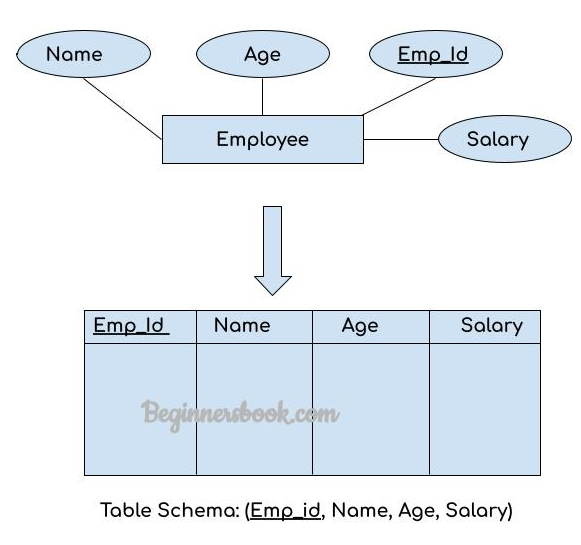 Name Age Emp_Id
Employee Salary
Emp_Id Name Age Salary
Beginnersbook.com
Table Schema: (Emp_id, Name, Age, Salary)